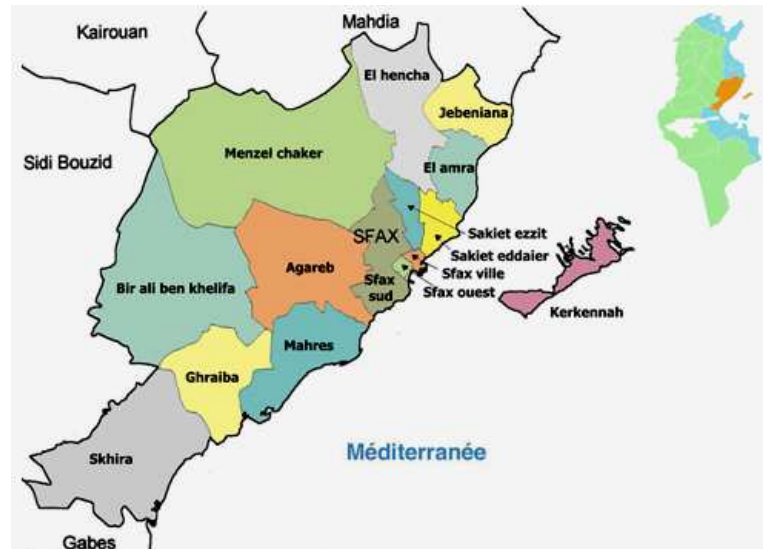 Mahdia
Kairouan
El hencha
Jebeniana
Menzel chaker
Sidi Bouzid
El amra
Sakiet ezzit
SFAX
Sakiet eddaier
Agareb
Sfax ville
Sfax
sud
Sfax ouest
Bir ali ben khelifa
Kerkennah
Mahres
Ghraiba
Méditerranée
Skhira
Gabes